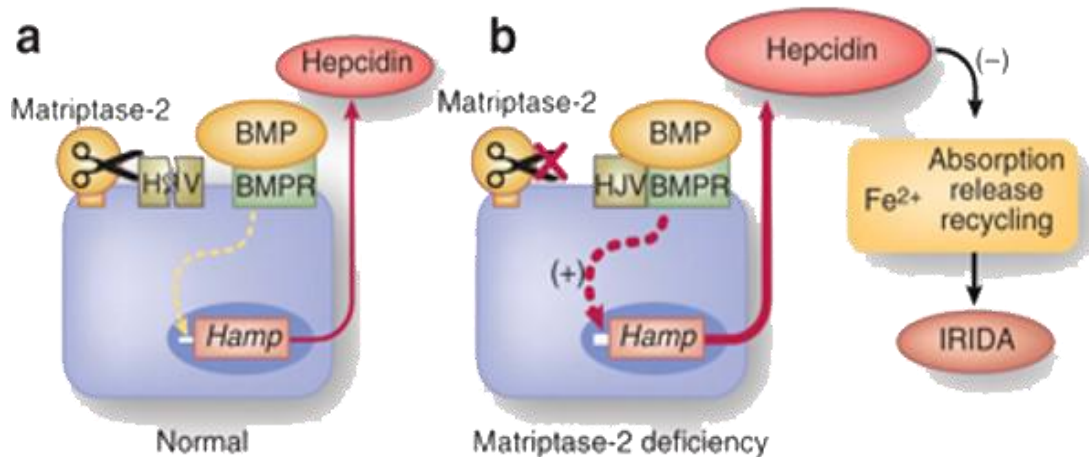 a
Hepcidin
Matriptase-2
BMP
HJV
BMPR
Hamp
Normal
b
Hepcidin
(–)
Matriptase-2
BMP
HJV BMPR
Fe2+
Absorption
release
recycling
(+)
Hamp
IRIDA
Matriptase-2 deficiency